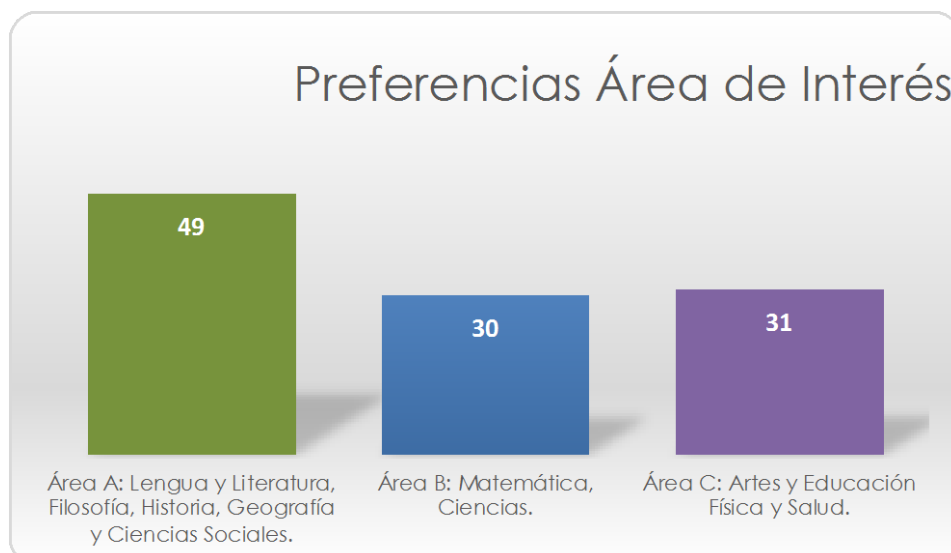 Preferencias Área de Interés
49
30
31
Área A: Lengua y Literatura,
Filosofía, Historia, Geografía
y Ciencias Sociales.
Área B: Matemática,
Ciencias.
Área C: Artes y Educación
Física y Salud.